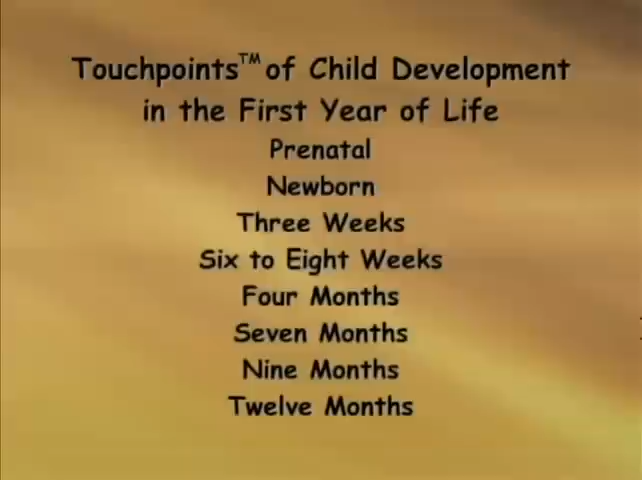 Touchpoints™ of Child Development
in the First Year of Life
Prenatal
Newborn
Three Weeks
Six to Eight Weeks
Four Months
Seven Months
Nine Months
Twelve Months